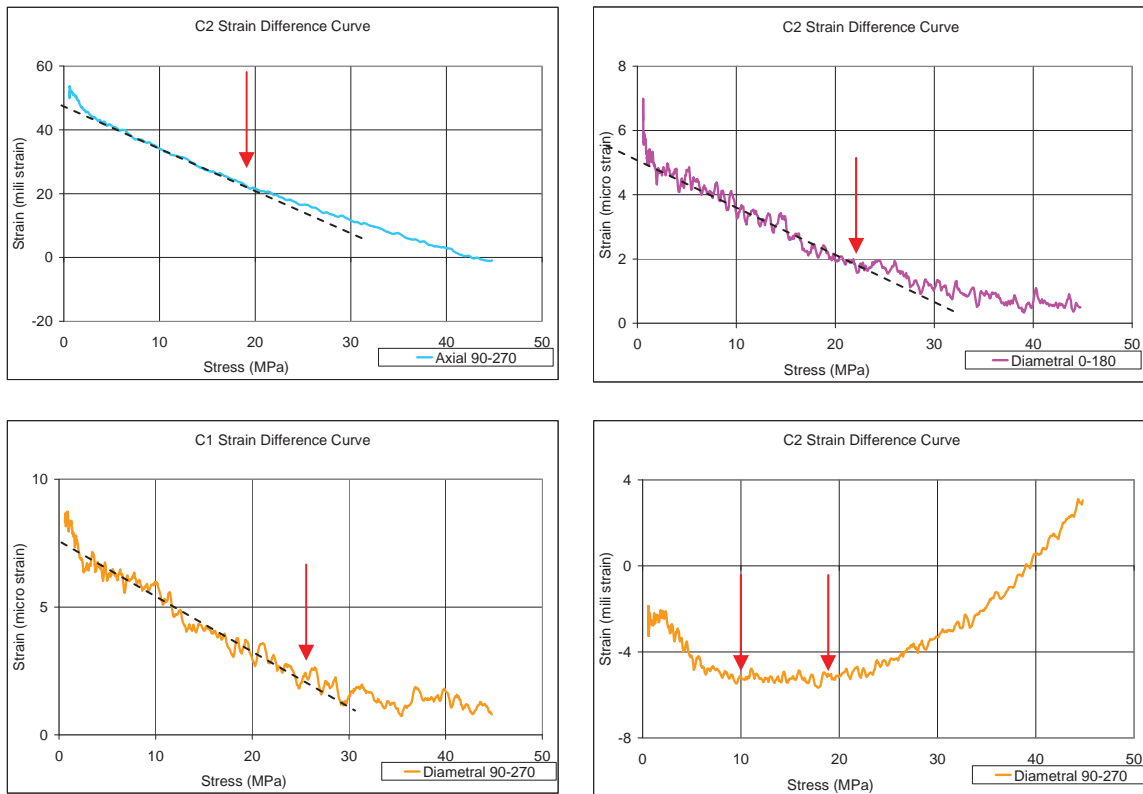 C2 Strain Difference Curve
60
40
20
0
-20
0 10 20 30 40 50
Strain (mili strain)
Stress (MPa)
Axial 90-270
C2 Strain Difference Curve
8
6
4
2
0
0 10 20 30 40 50
Strain (micro strain)
Stress (MPa)
Diametral 0-180
C1 Strain Difference Curve
10
5
0
0 10 20 30 40 50
Strain (micro strain)
Stress (MPa)
Diametral 90-270
C2 Strain Difference Curve
4
0
-4
-8
0 10 20 30 40 50
Strain (mili strain)
Stress (MPa)
Diametral 90-270